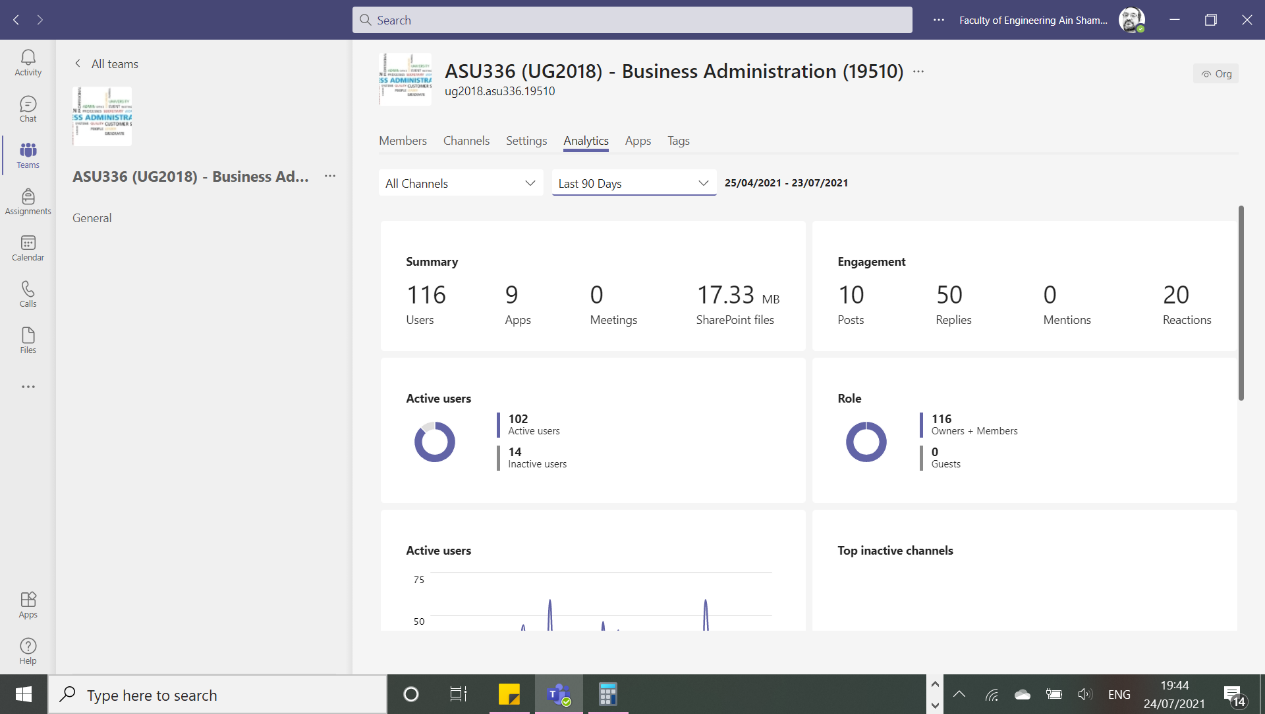 Search
Faculty of Engineering Ain Sham...
Activity
Chat
Teams
Assignments
Calendar
Calls
Files
Apps
Help
All teams
ASU336 (UG2018) - Business Ad...
General
ASU336 (UG2018) - Business Administration (19510)
ug2018.asu336.19510
Org
Members Channels Settings Analytics Apps Tags
All Channels Last 90 Days 25/04/2021 - 23/07/2021
Summary
116 9 0 17.33 MB
Users Apps Meetings SharePoint files
Engagement
10 50 0 20
Posts Replies Mentions Reactions
Active users
102
Active users
14
Inactive users
Role
116
Owners + Members
0
Guests
Active users
75
50
Top inactive channels
Type here to search
ENG
19:44
24/07/2021
14